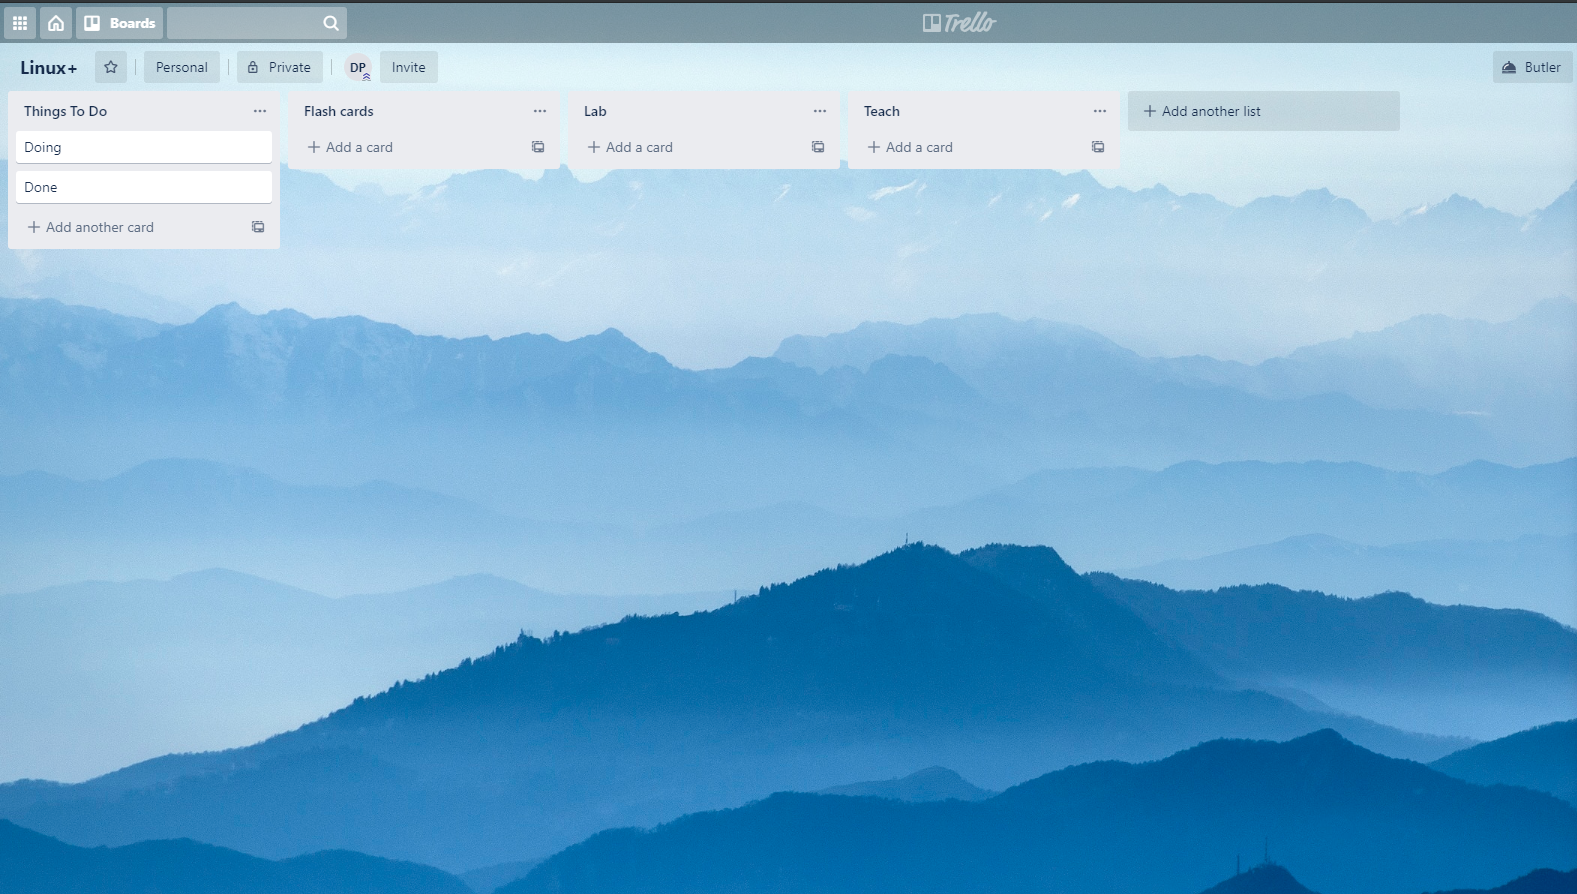 Boards
Trello
Linux+
Personal
Private
DP
Invite
Butler
Things To Do
Doing
Done
Add another card
Flash cards
Add a card
Lab
Add a card
Teach
Add a card
Add another list